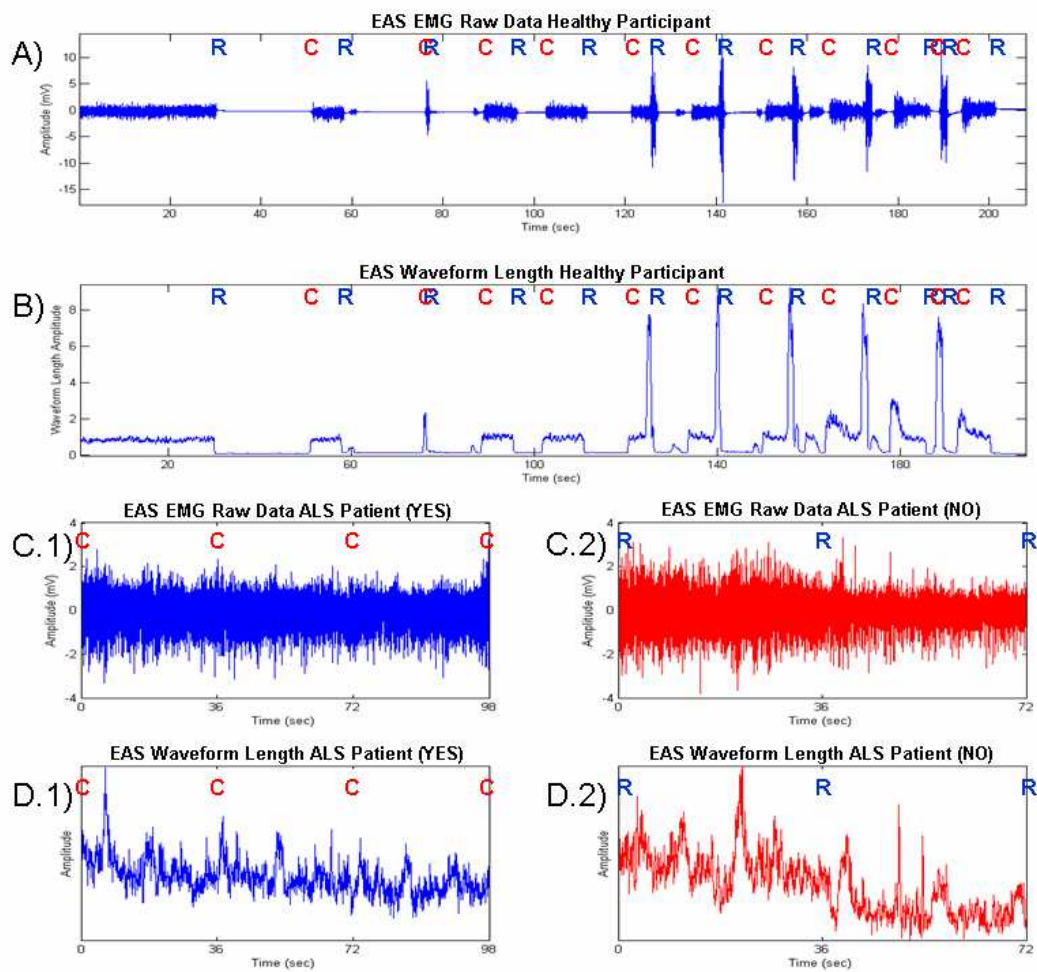 EAS EMG Raw Data Healthy Participant
A)
R C R C R C R C R C R C R C R C R C R C R C R
Amplitude (mV)
10
5
0
-5
-10
-15
20 40 60 80 100 120 140 160 180 200
Time (sec)
EAS Waveform Length Healthy Participant
B)
R C R C R C R C R C R C R C R C R C R C R C R
Waveform Length Amplitude
8
6
4
2
0
20 60 100 140 180
Time (sec)
EAS EMG Raw Data ALS Patient (YES)
C.1)
C C C C
Amplitude (mV)
4
2
0
-2
-4
0 36 72 98
Time (sec)
EAS EMG Raw Data ALS Patient (NO)
C.2)
R R R
Amplitude (mV)
4
2
0
-2
-4
0 36 72
Time (sec)
EAS Waveform Length ALS Patient (YES)
D.1)
C C C C
Amplitude
0 36 72 98
Time (sec)
EAS Waveform Length ALS Patient (NO)
D.2)
R R R
Amplitude
0 36 72
Time (sec)